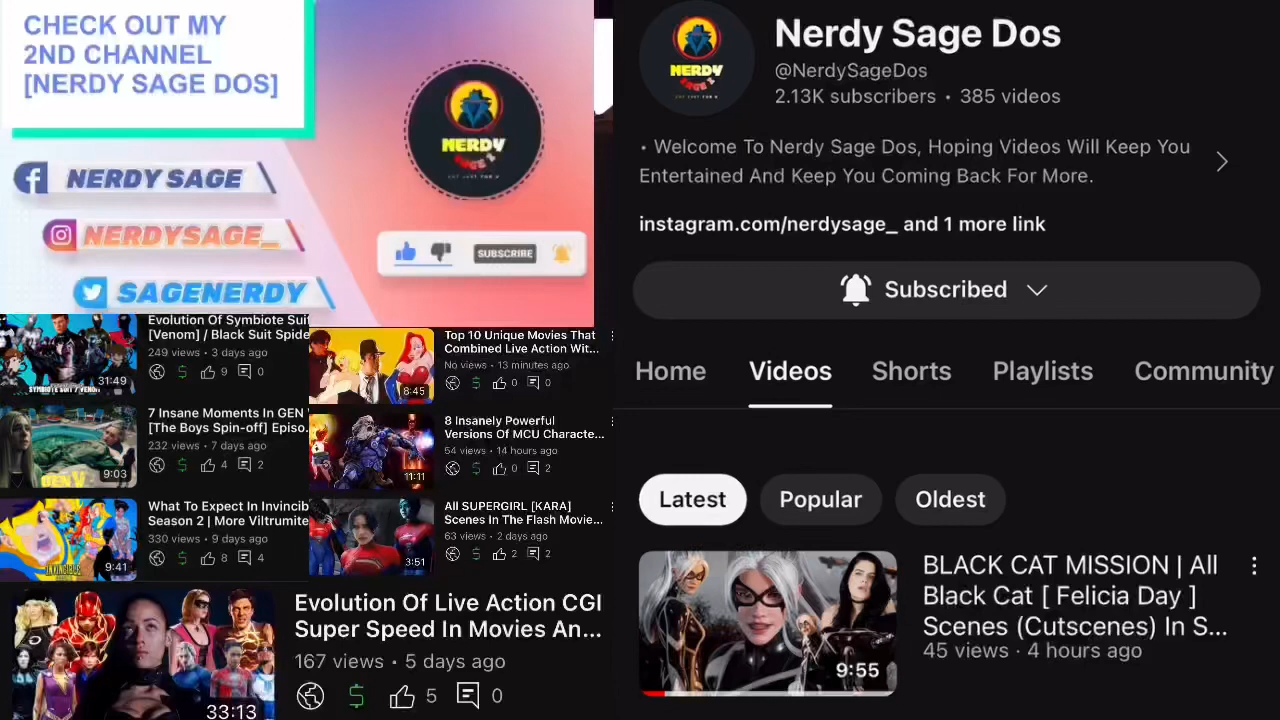 CHECK OUT MY
2ND CHANNEL
[NERDY SAGE DOS]
NERDY
SAGE
NERDY SAGE
NERDYSAGE_
SAGENERDY
SUBSCRIBE
Evolution Of Symbiote Suit
[Venom] / Black Suit Spide
249 views • 3 days ago
9
0
31:49
SYMBIOTE SUIT / VENOM
7 Insane Moments In GEN V
[The Boys Spin-off] Episo...
232 views • 7 days ago
4
2
9:03
GEN V
What To Expect In Invincib
Season 2 | More Viltrumite
330 views • 9 days ago
8
4
9:41
INVINCIBLE
Top 10 Unique Movies That
Combined Live Action Wit...
No views • 13 minutes ago
0
0
8:45
8 Insanely Powerful
Versions Of MCU Characte...
54 views • 14 hours ago
0
2
11:11
All SUPERGIRL [KARA]
Scenes In The Flash Movie...
63 views • 2 days ago
2
2
3:51
Evolution Of Live Action CGI
Super Speed In Movies An...
167 views • 5 days ago
5
0
33:13
NERDY
SAGE
Nerdy Sage Dos
@NerdySageDos
2.13K subscribers • 385 videos
• Welcome To Nerdy Sage Dos, Hoping Videos Will Keep You
Entertained And Keep You Coming Back For More.
instagram.com/nerdysage_ and 1 more link
Subscribed
Home Videos Shorts Playlists Community
Latest Popular Oldest
BLACK CAT MISSION | All
Black Cat [ Felicia Day ]
Scenes (Cutscenes) In S...
45 views · 4 hours ago
9:55